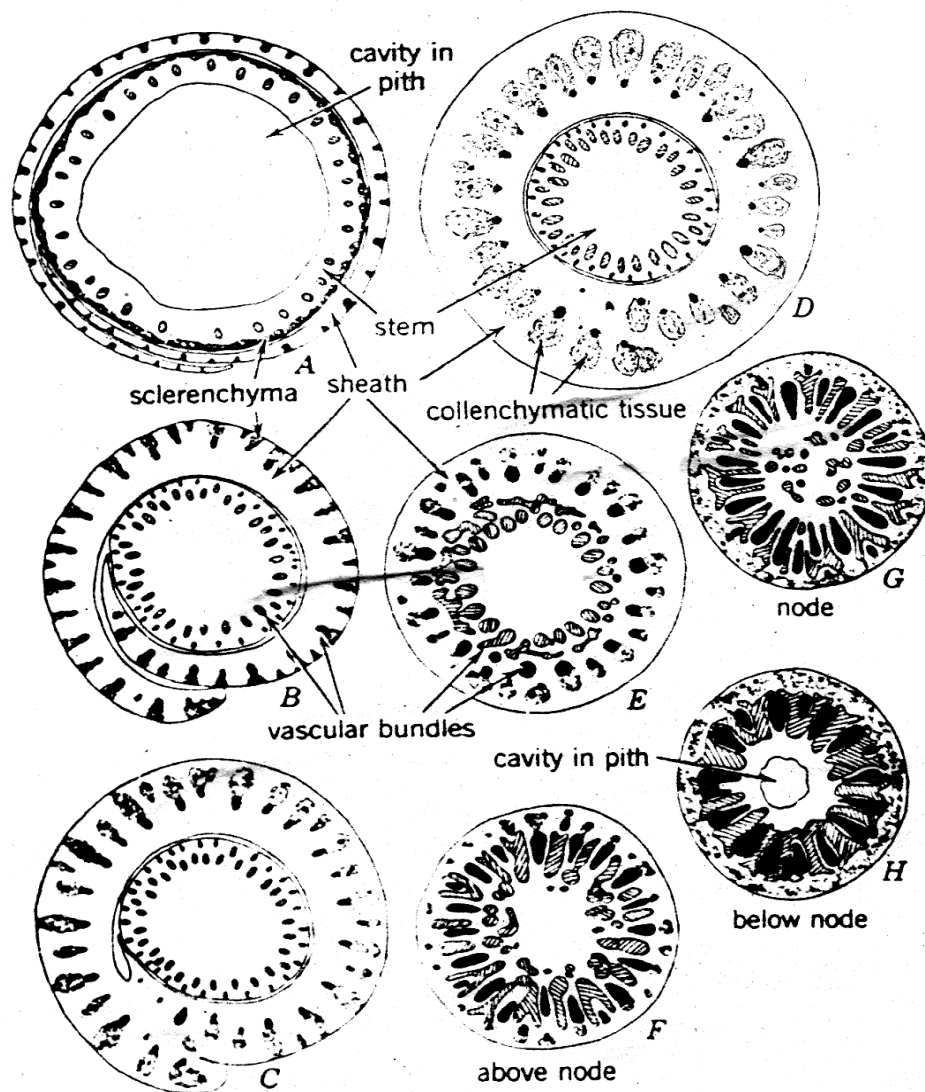 cavity in
pith
D
stem
A
sclerenchyma
sheath
collenchymatic tissue
G
node
B
E
vascular bundles
cavity in pith
H
below node
C
F
above node